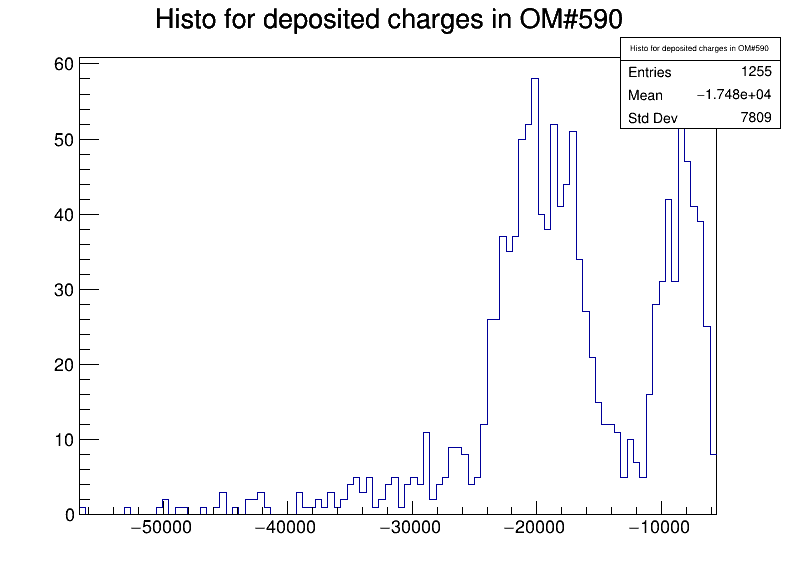 Histo for deposited charges in OM#590
Histo for deposited charges in OM#590
Entries 1255
Mean −1.748e+04
Std Dev 7809
60
50
40
30
20
10
0
−50000 −40000 −30000 −20000 −10000